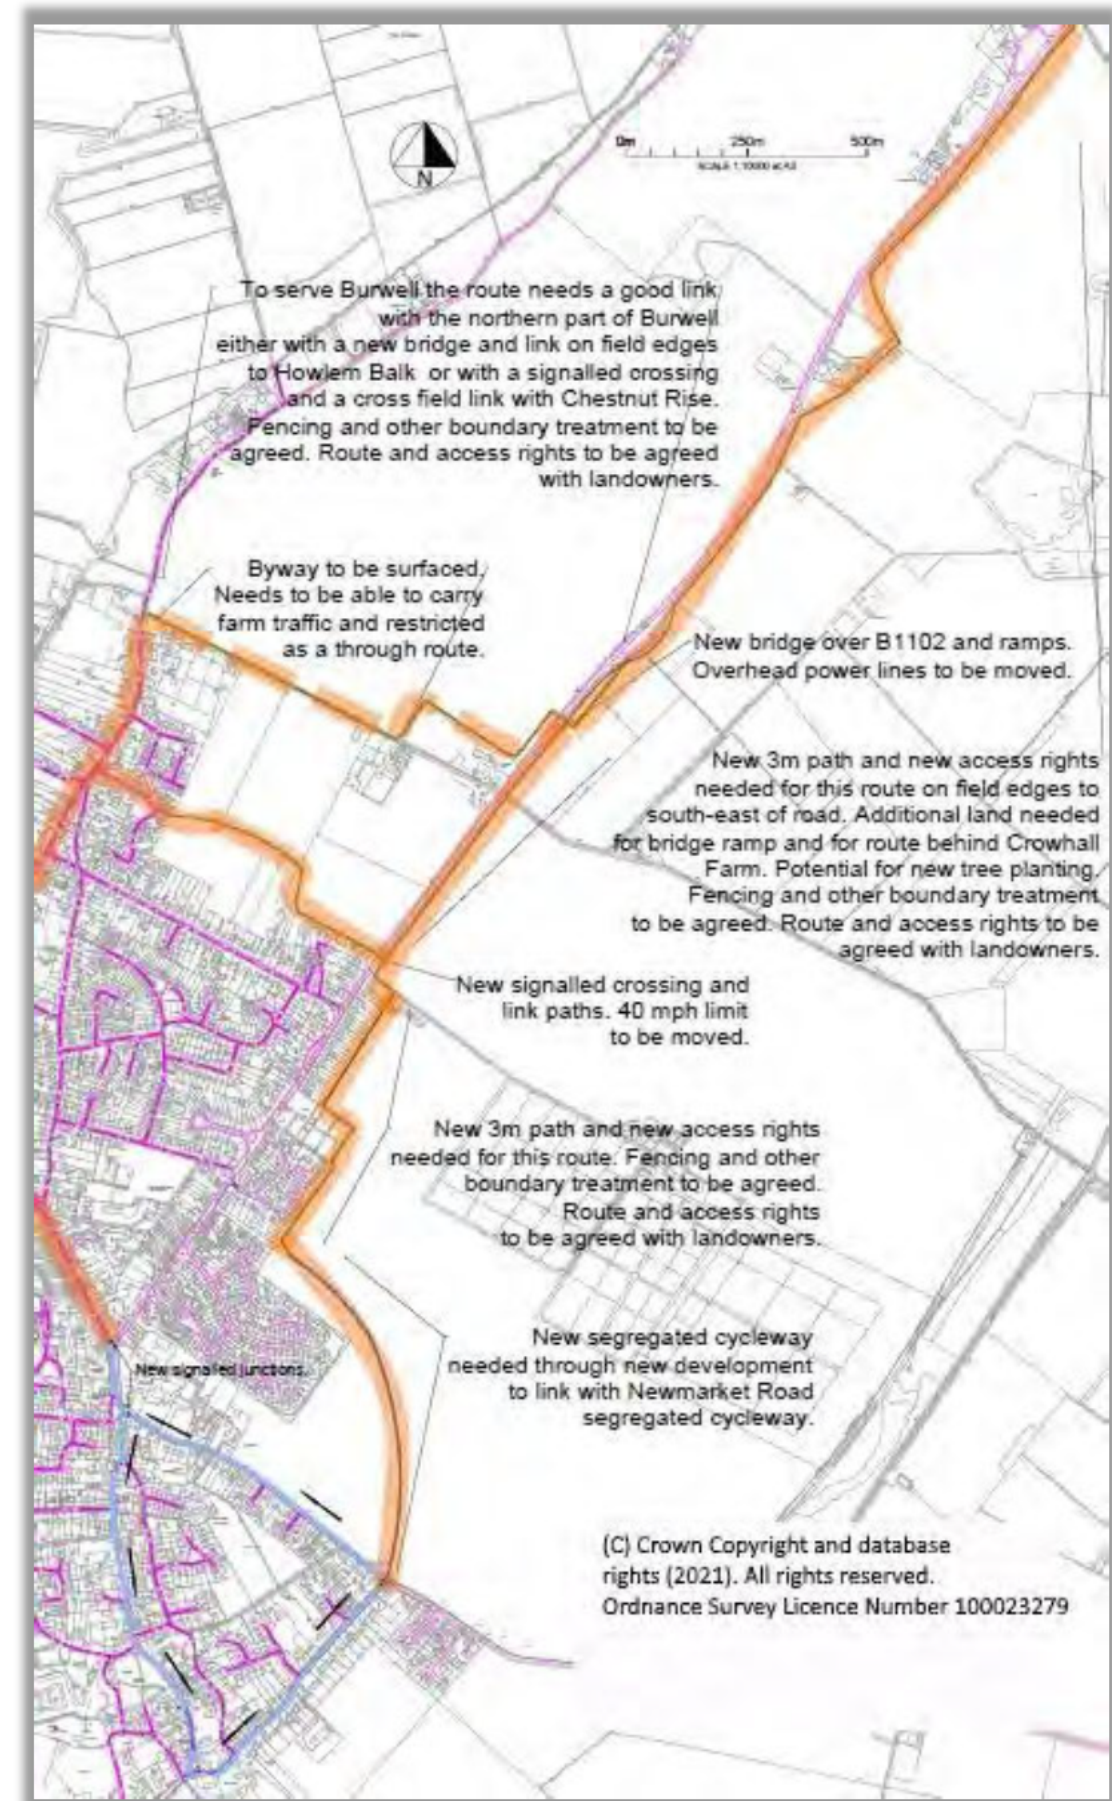 0m 250m 500m
SCALE 1:10000 at A3
N
To serve Burwell the route needs a good link
with the northern part of Burwell
either with a new bridge and link on field edges
to Howlem Balk or with a signalled crossing
and a cross field link with Chestnut Rise.
Fencing and other boundary treatment to be
agreed. Route and access rights to be agreed
with landowners.
Byway to be surfaced.
Needs to be able to carry
farm traffic and restricted
as a through route.
New bridge over B1102 and ramps.
Overhead power lines to be moved.
New 3m path and new access rights
needed for this route on field edges to
south-east of road. Additional land needed
for bridge ramp and for route behind Crowhall
Farm. Potential for new tree planting.
Fencing and other boundary treatment
to be agreed. Route and access rights to be
agreed with landowners.
New signalled crossing and
link paths. 40 mph limit
to be moved.
New 3m path and new access rights
needed for this route. Fencing and other
boundary treatment to be agreed.
Route and access rights
to be agreed with landowners.
New segregated cycleway
needed through new development
to link with Newmarket Road
segregated cycleway.
New signalled junctions.
(C) Crown Copyright and database
rights (2021). All rights reserved.
Ordnance Survey Licence Number 100023279